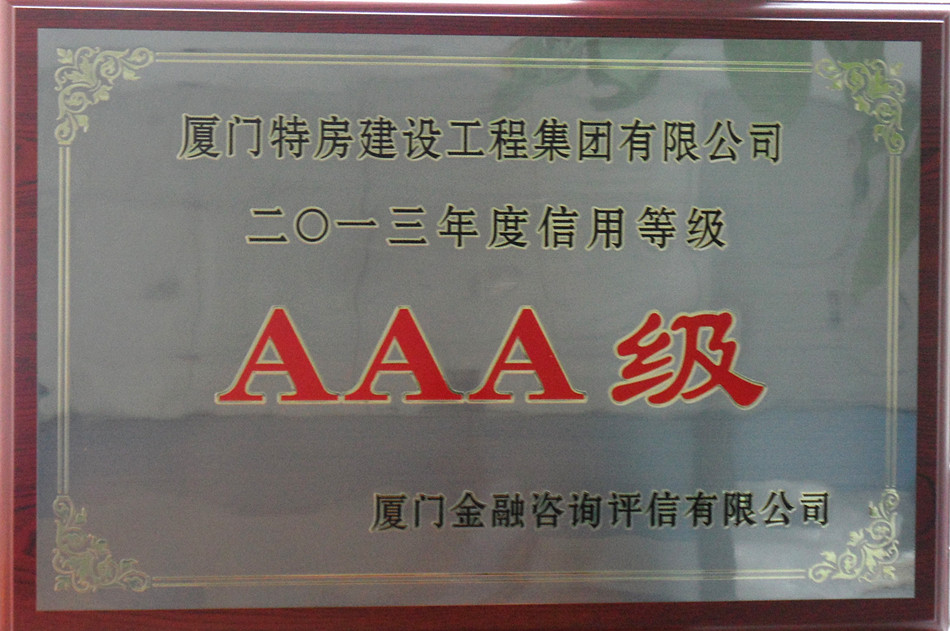 厦门特房建设工程集团有限公司
二〇一三年度信用等级
AAA级
厦门金融咨询评信有限公司